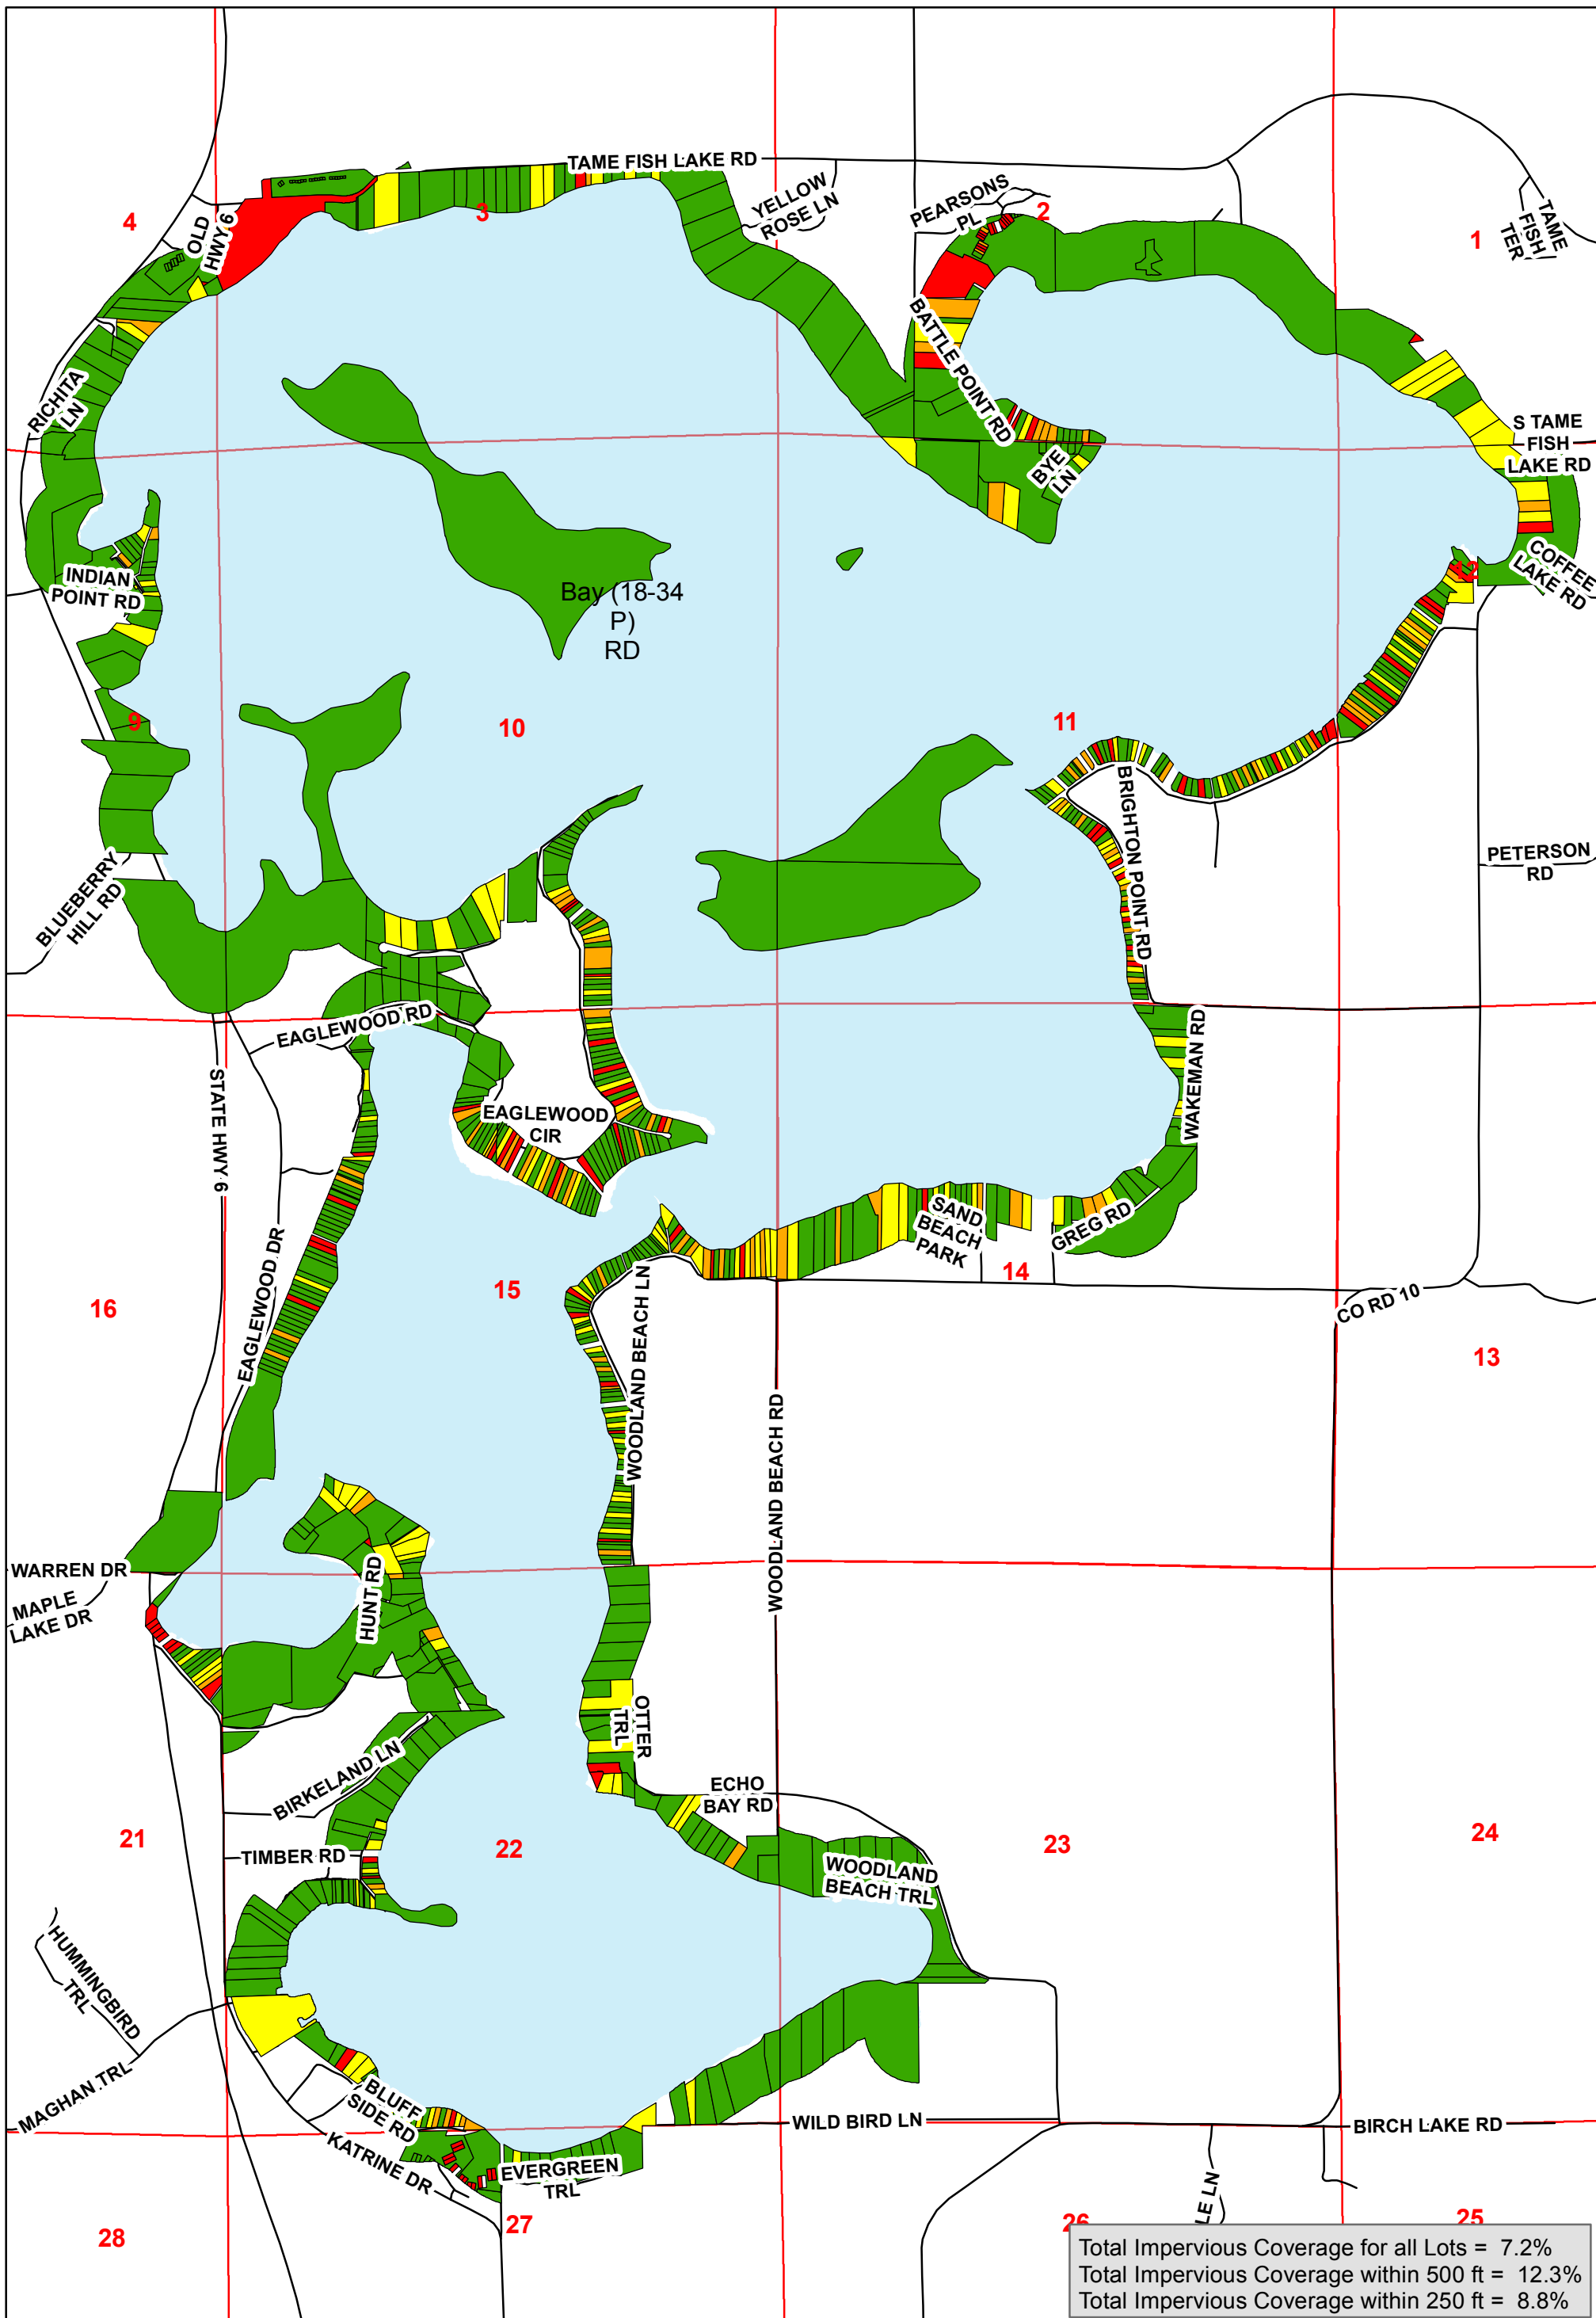 TAME FISH LAKE RD
YELLOW
ROSE LN
PEARSONS
PL
2
4
OLD
HWY 6
3
1
TAME
FISH
TER
BATTLE POINT RD
RICHITA
LN
S TAME
FISH
LAKE RD
BYE
LN
COFFEE
LAKE RD
12
INDIAN
POINT RD
Bay (18-34
P)
RD
9
10
11
BRIGHTON POINT RD
PETERSON
RD
BLUEBERRY
HILL RD
EAGLEWOOD RD
STATE HWY 6
WAKEMAN RD
EAGLEWOOD
CIR
SAND
BEACH
PARK
GREG RD
EAGLEWOOD DR
14
15
16
CO RD 10
13
WOODLAND BEACH LN
WOODLAND BEACH RD
WARREN DR
MAPLE
LAKE DR
HUNT RD
OTTER
TRL
BIRKELAND LN
ECHO
BAY RD
21
TIMBER RD
22
23
24
WOODLAND
BEACH TRL
HUMMINGBIRD
TRL
MAGHAN TRL
BLUFF
SIDE RD
WILD BIRD LN
BIRCH LAKE RD
KATRINE DR
EVERGREEN
TRL
LE LN
28
27
26
25
Total Impervious Coverage for all Lots = 7.2%
Total Impervious Coverage within 500 ft = 12.3%
Total Impervious Coverage within 250 ft = 8.8%